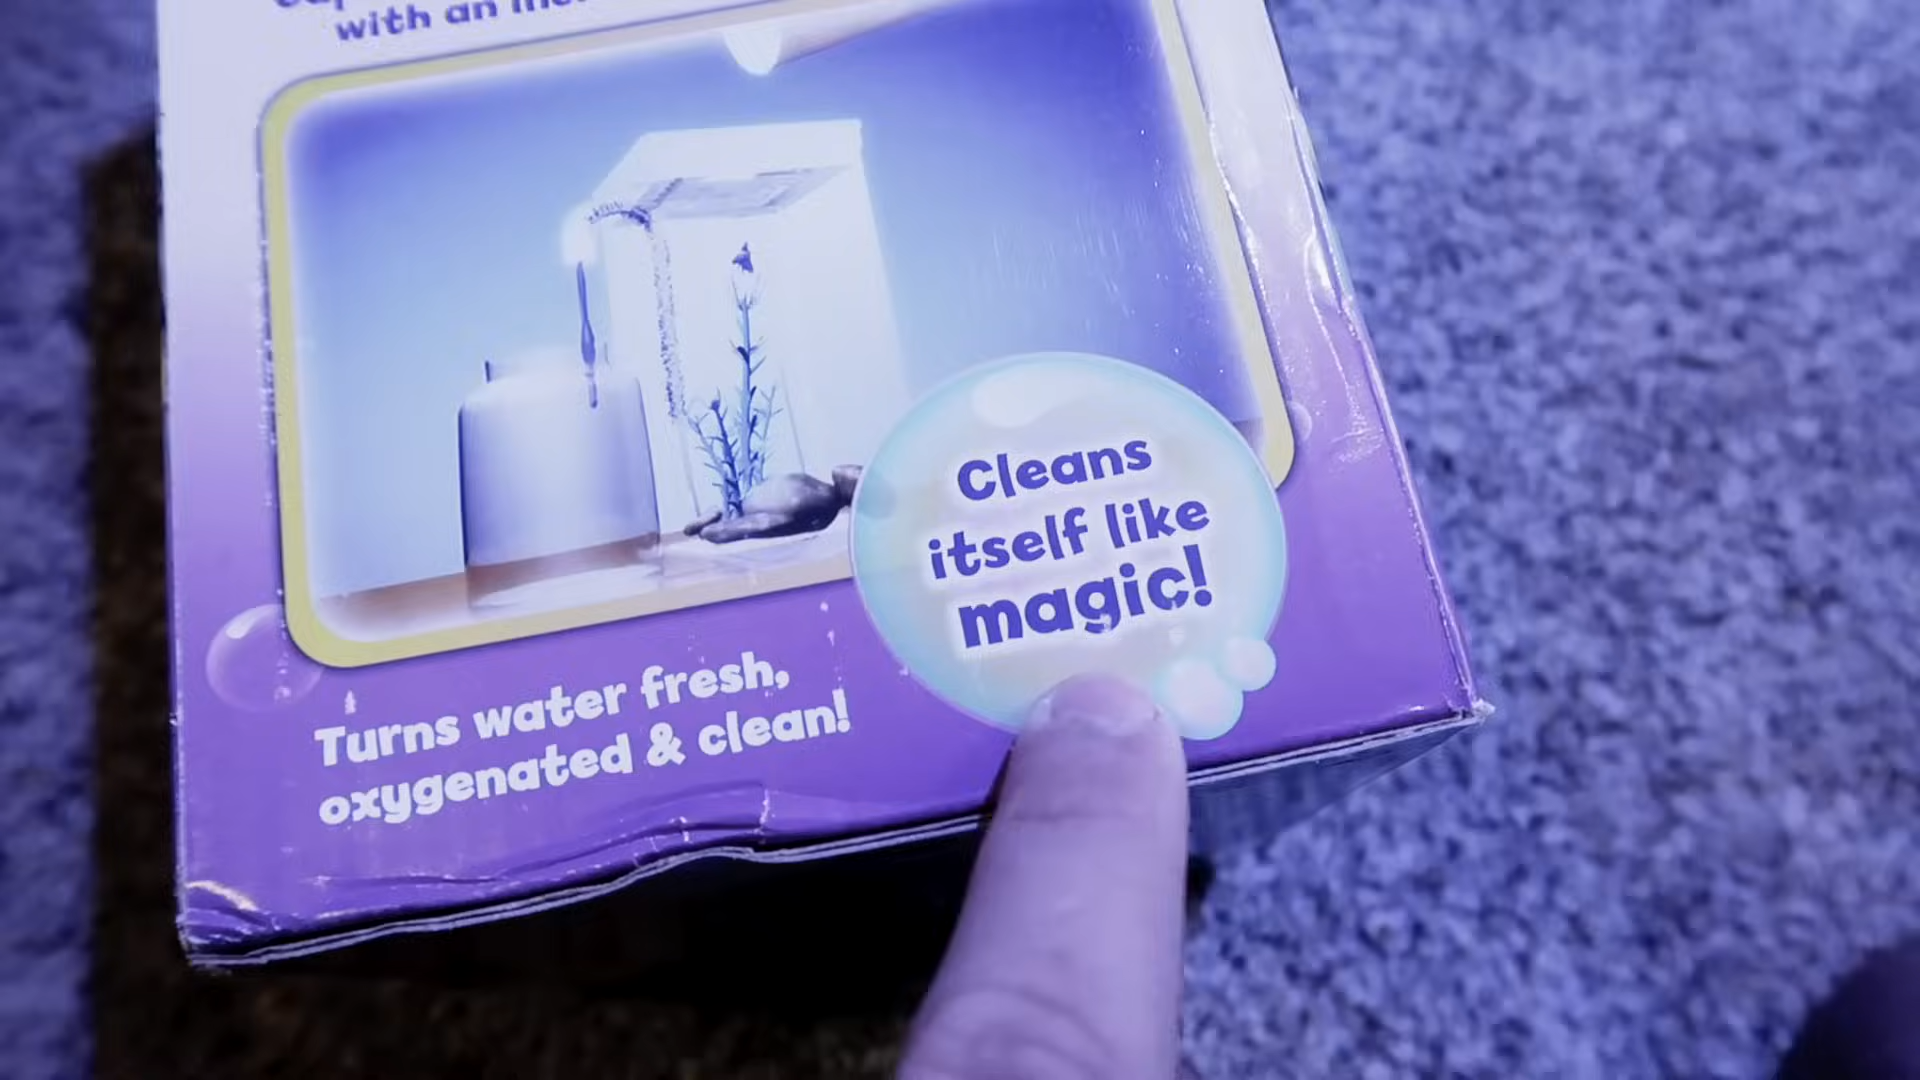 with an
Turns water fresh,
oxygenated & clean!
Cleans
itself like
magic!